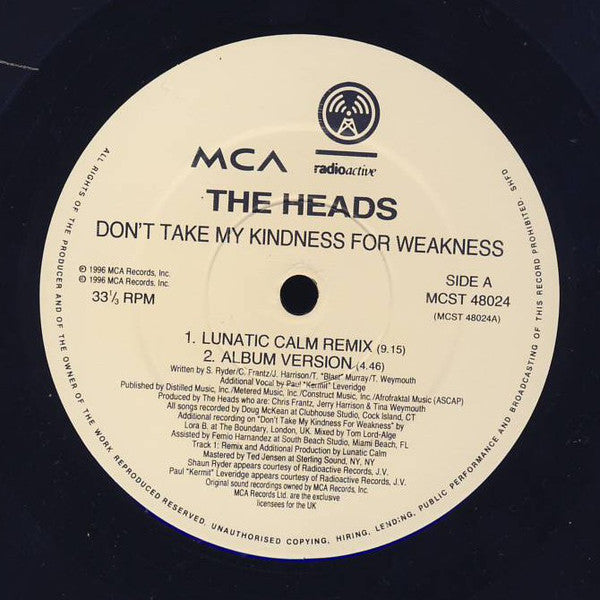 MCA
radioactive
THE HEADS
DON'T TAKE MY KINDNESS FOR WEAKNESS
℗ 1996 MCA Records, Inc.
© 1996 MCA Records, Inc.
33⅓ RPM
SIDE A
MCST 48024
(MCST 48024A)
1. LUNATIC CALM REMIX (9.15)
2. ALBUM VERSION (4.46)
Written by S. Ryder/C. Frantz/J. Harrison/T. "Blast" Murray/T. Weymouth
Additional Vocal by Paul "Kermit" Leveridge
Published by Distilled Music, Inc./Metered Music, Inc./Construct Music, Inc./Afrofraktal Music (ASCAP)
Produced by The Heads who are: Chris Frantz, Jerry Harrison & Tina Weymouth
All songs recorded by Doug McKean at Clubhouse Studio, Cock Island, CT
Additional recording on "Don't Take My Kindness For Weakness" by
Lora B. at The Boundary, London, UK. Mixed by Tom Lord-Alge
Assisted by Fernio Hernandez at South Beach Studio, Miami Beach, FL
Track 1: Remix and Additional Production by Lunatic Calm
Mastered by Ted Jensen at Sterling Sound, NY, NY
Shaun Ryder appears courtesy of Radioactive Records, J.V.
Paul "Kermit" Leveridge appears courtesy of Radioactive Records, J.V.
Original sound recordings owned by MCA Records, Inc.
MCA Records Ltd. are the exclusive
licensees for the UK
ALL RIGHTS OF THE PRODUCER AND OF THE OWNER OF THE WORK REPRODUCED RESERVED. UNAUTHORISED COPYING, HIRING, LENDING, PUBLIC PERFORMANCE AND BROADCASTING OF THIS RECORD PROHIBITED. SHFD